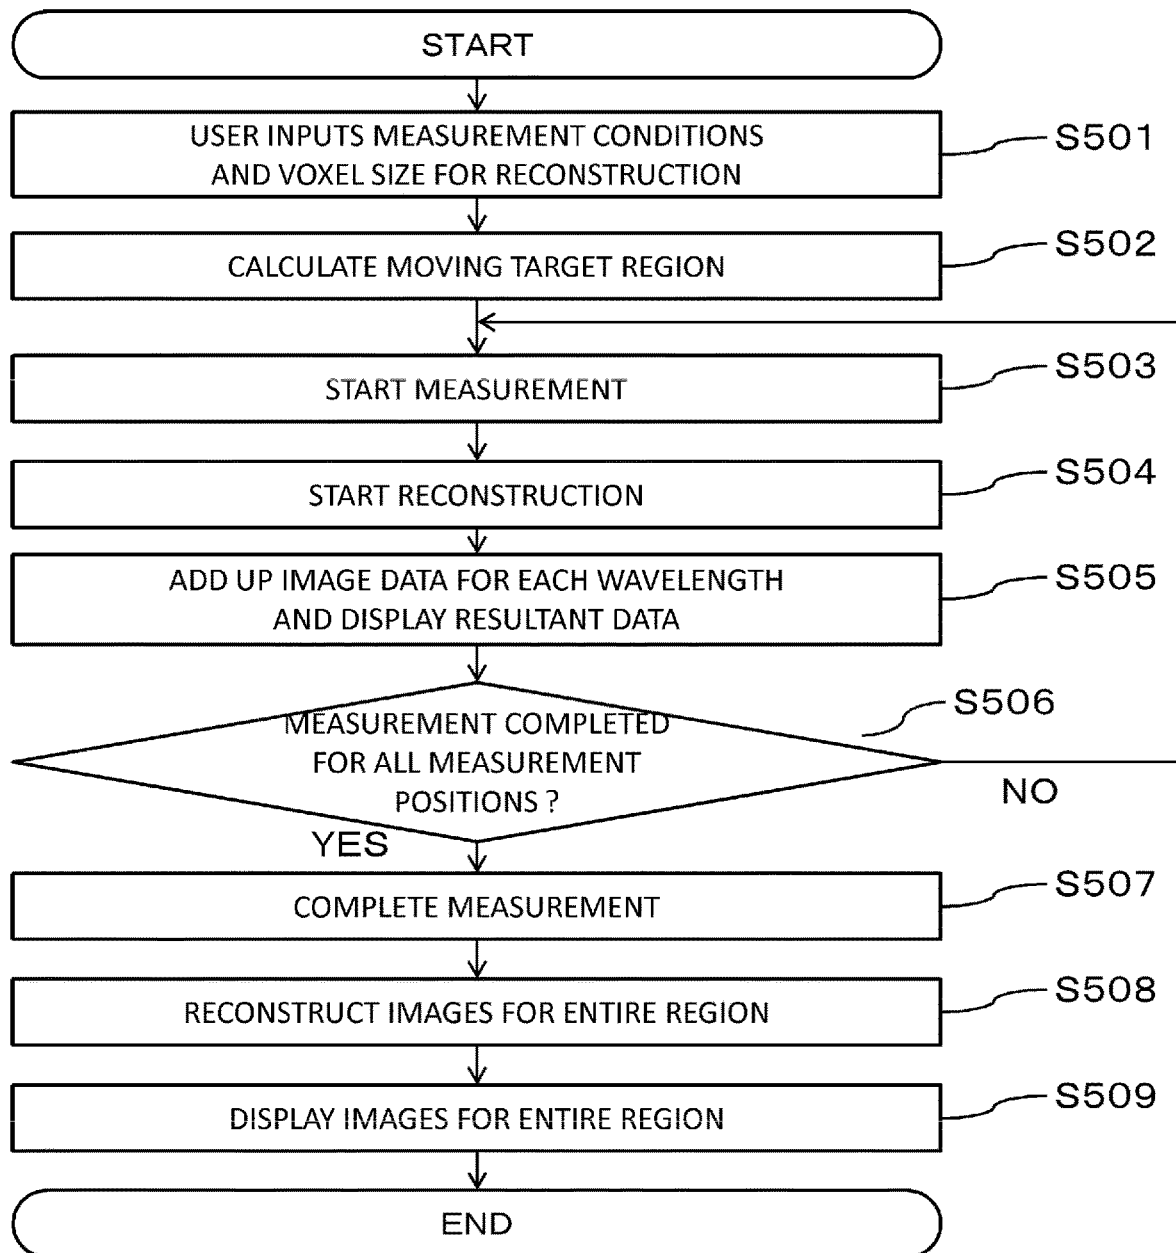 START
USER INPUTS MEASUREMENT CONDITIONS
AND VOXEL SIZE FOR RECONSTRUCTION
S501
CALCULATE MOVING TARGET REGION
S502
START MEASUREMENT
S503
START RECONSTRUCTION
S504
ADD UP IMAGE DATA FOR EACH WAVELENGTH
AND DISPLAY RESULTANT DATA
S505
MEASUREMENT COMPLETED
FOR ALL MEASUREMENT
POSITIONS ?
S506
NO
YES
COMPLETE MEASUREMENT
S507
RECONSTRUCT IMAGES FOR ENTIRE REGION
S508
DISPLAY IMAGES FOR ENTIRE REGION
S509
END